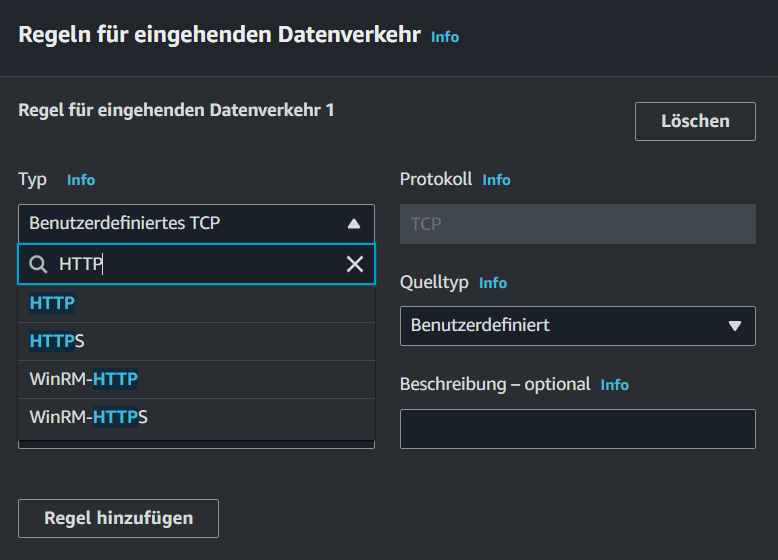 Regeln für eingehenden Datenverkehr Info
Regel für eingehenden Datenverkehr 1
Löschen
Typ Info
Benutzerdefiniertes TCP
HTTP
HTTP
HTTPS
WinRM-HTTP
WinRM-HTTPS
Protokoll Info
TCP
Quelltyp Info
Benutzerdefiniert
Beschreibung – optional Info
Regel hinzufügen